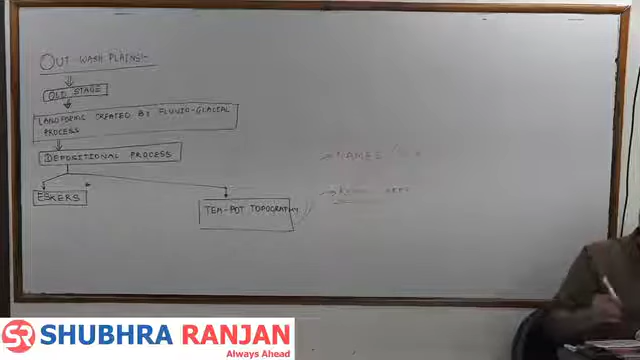 OUT-WASH PLAINS:-
OLD STAGE
LANDFORMS CREATED BY FLUVIO-GLACIAL
PROCESS
DEPOSITIONAL PROCESS
ESKERS
TEA-POT TOPOGRAPHY
NAMES
SR SHUBHRA RANJAN
Always Ahead